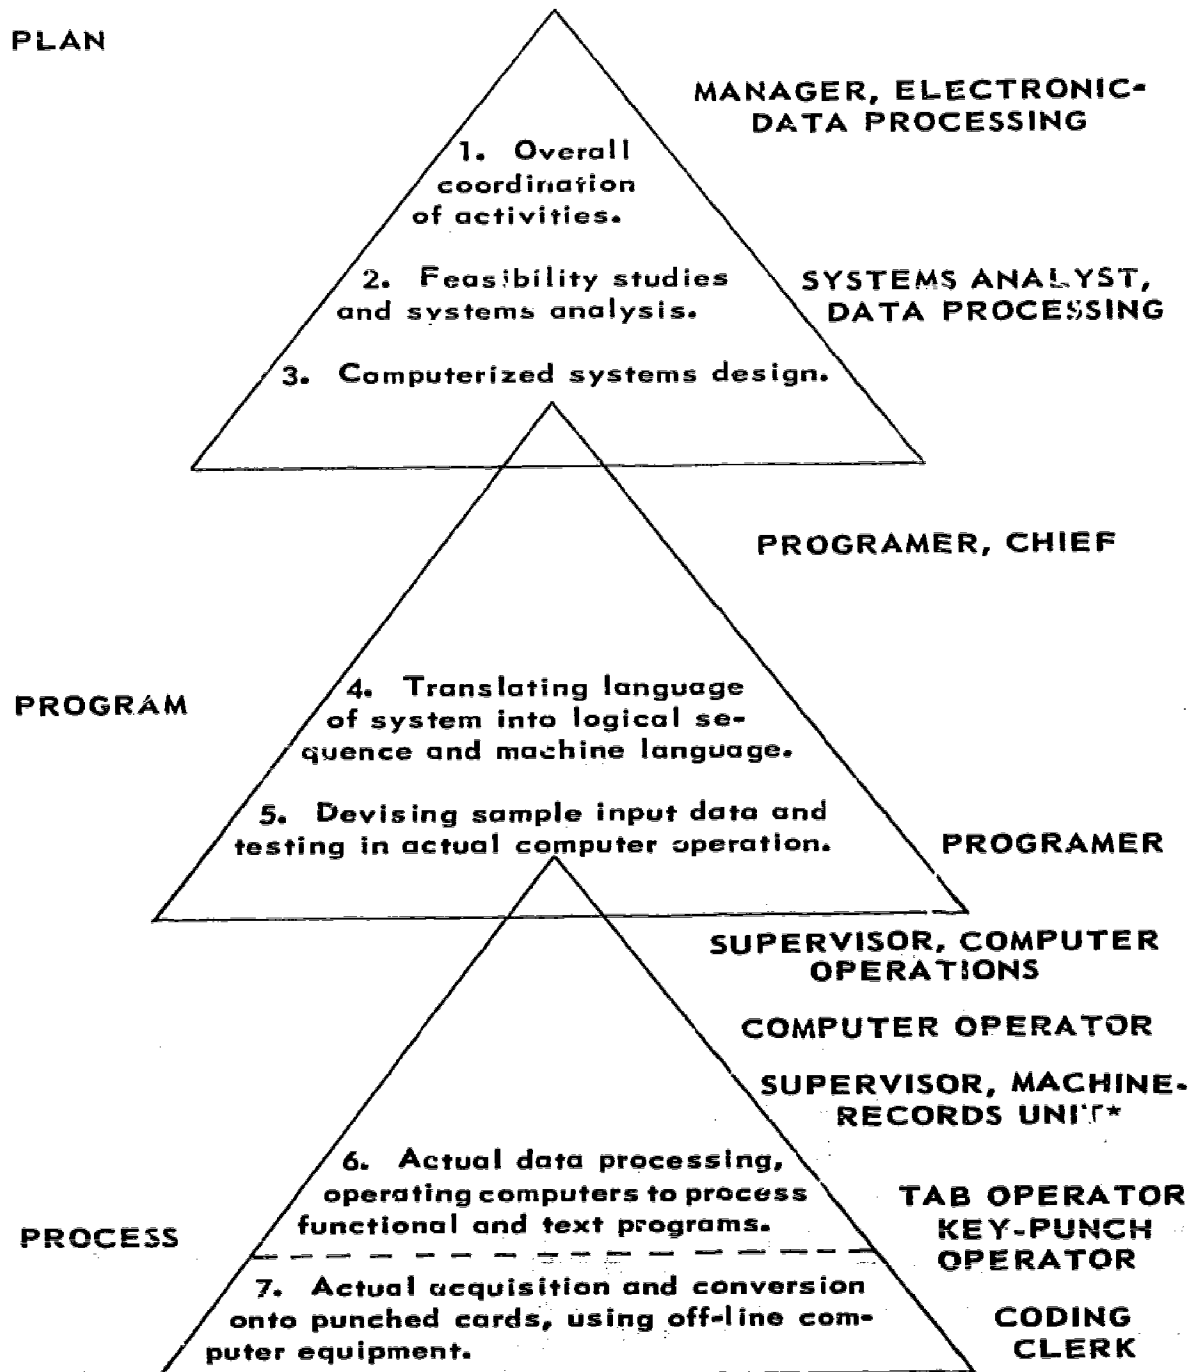 PLAN
MANAGER, ELECTRONIC-
DATA PROCESSING
1. Overall
coordination
of activities.
2. Feasibility studies
and systems analysis.
SYSTEMS ANALYST,
DATA PROCESSING
3. Computerized systems design.
PROGRAMER, CHIEF
PROGRAM
4. Translating language
of system into logical se-
quence and machine language.
5. Devising sample input data and
testing in actual computer operation.
PROGRAMER
SUPERVISOR, COMPUTER
OPERATIONS
COMPUTER OPERATOR
SUPERVISOR, MACHINE-
RECORDS UNIT*
PROCESS
6. Actual data processing,
operating computers to process
functional and text programs.
TAB OPERATOR
KEY-PUNCH
OPERATOR
7. Actual acquisition and conversion
onto punched cards, using off-line com-
puter equipment.
CODING
CLERK